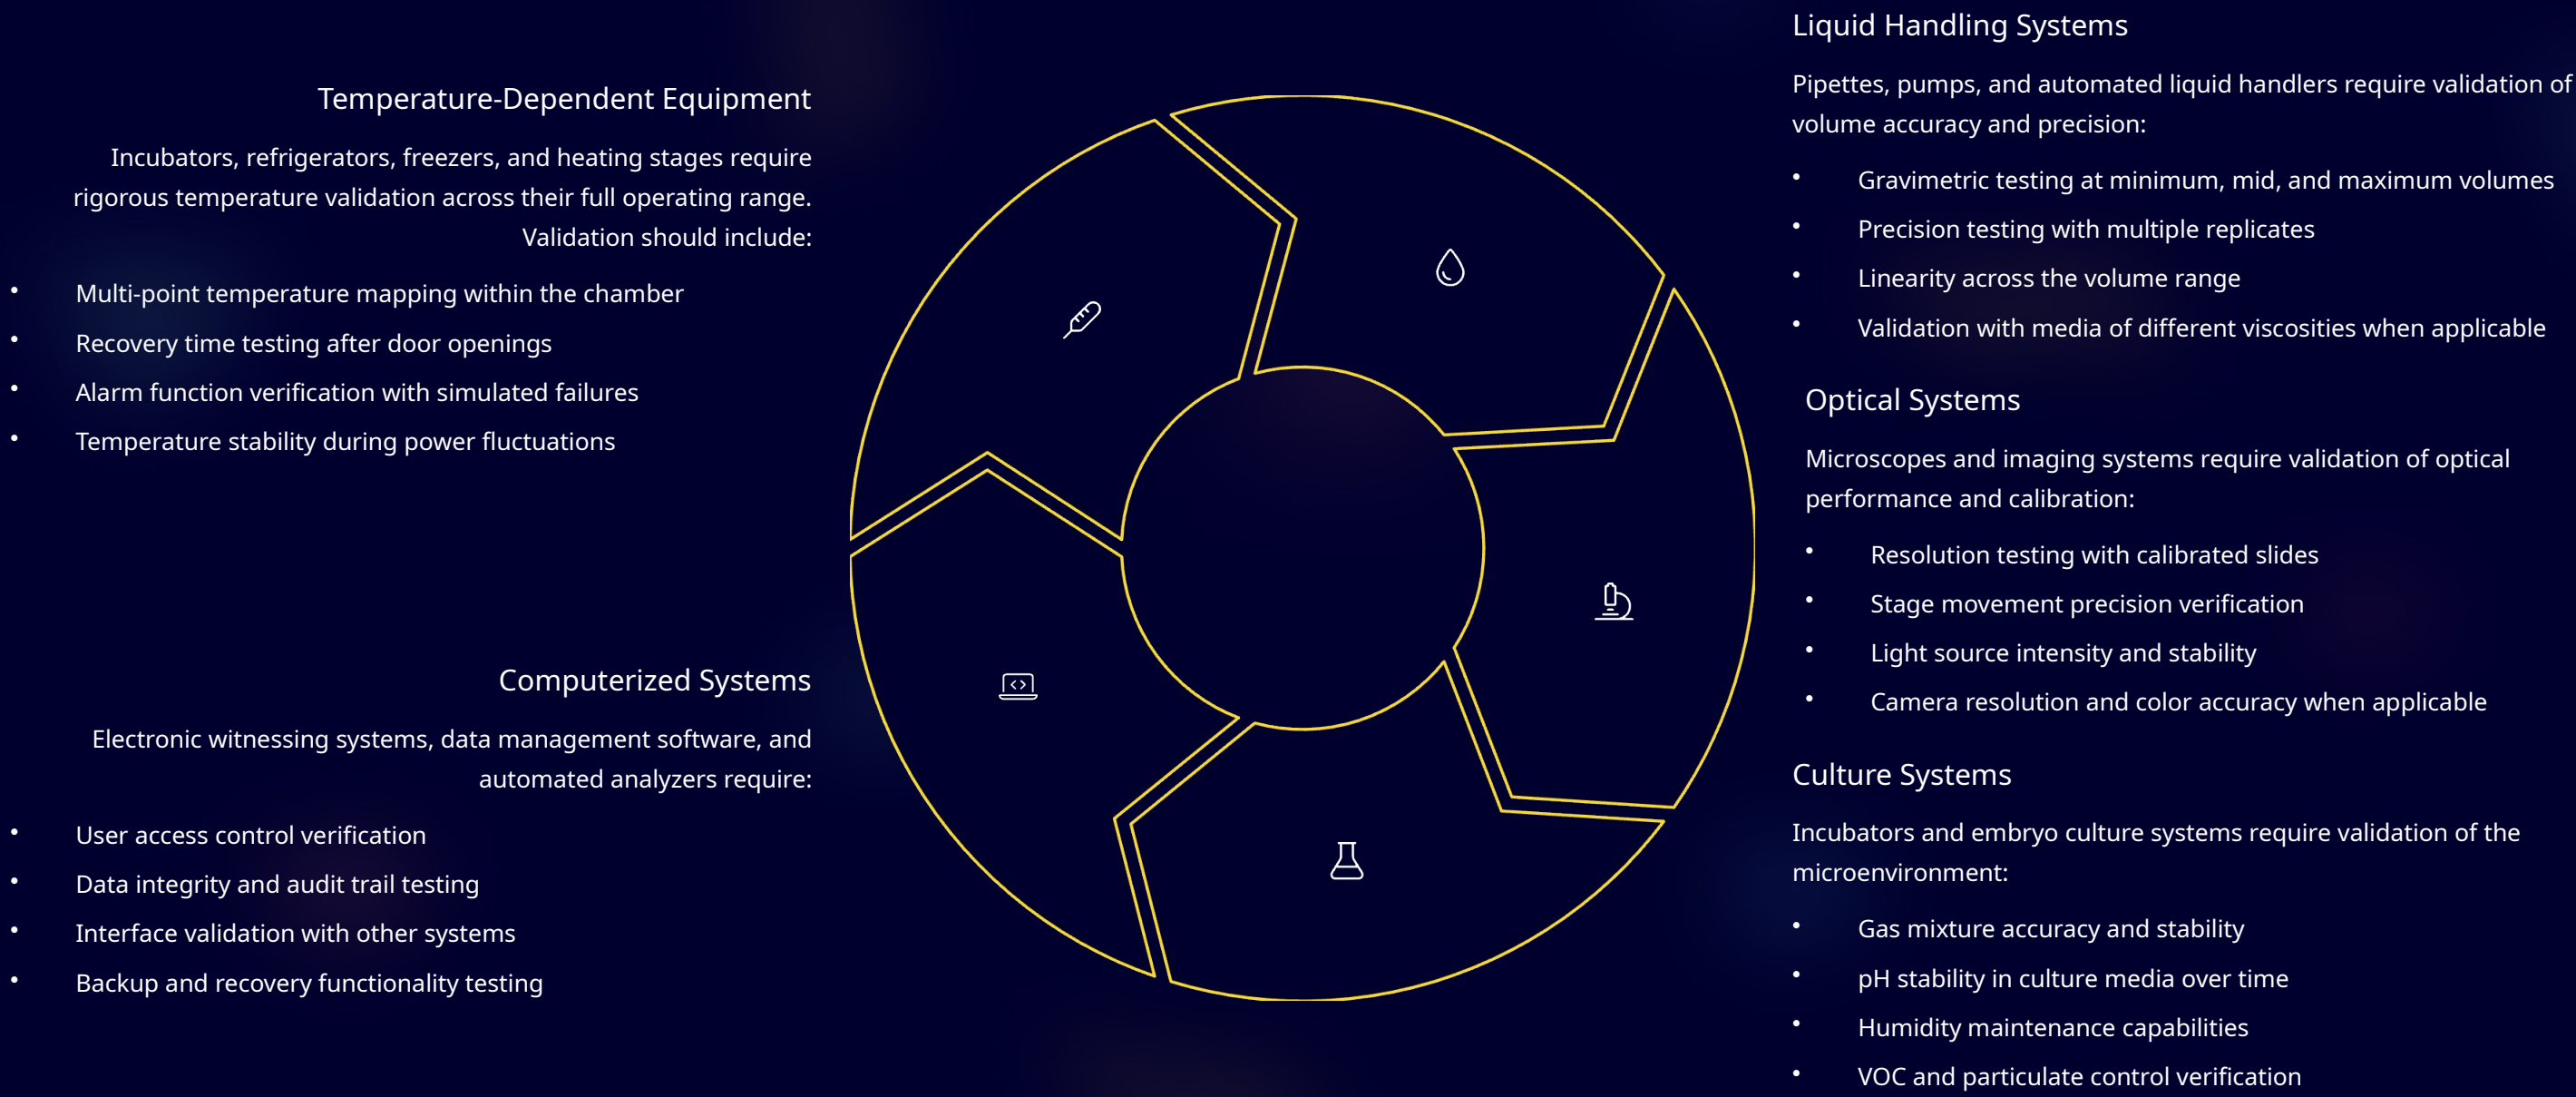 Temperature-Dependent Equipment
Incubators, refrigerators, freezers, and heating stages require
rigorous temperature validation across their full operating range.
Validation should include:
• Multi-point temperature mapping within the chamber
• Recovery time testing after door openings
• Alarm function verification with simulated failures
• Temperature stability during power fluctuations
Computerized Systems
Electronic witnessing systems, data management software, and
automated analyzers require:
• User access control verification
• Data integrity and audit trail testing
• Interface validation with other systems
• Backup and recovery functionality testing
Liquid Handling Systems
Pipettes, pumps, and automated liquid handlers require validation of
volume accuracy and precision:
• Gravimetric testing at minimum, mid, and maximum volumes
• Precision testing with multiple replicates
• Linearity across the volume range
• Validation with media of different viscosities when applicable
Optical Systems
Microscopes and imaging systems require validation of optical
performance and calibration:
• Resolution testing with calibrated slides
• Stage movement precision verification
• Light source intensity and stability
• Camera resolution and color accuracy when applicable
Culture Systems
Incubators and embryo culture systems require validation of the
microenvironment:
• Gas mixture accuracy and stability
• pH stability in culture media over time
• Humidity maintenance capabilities
• VOC and particulate control verification